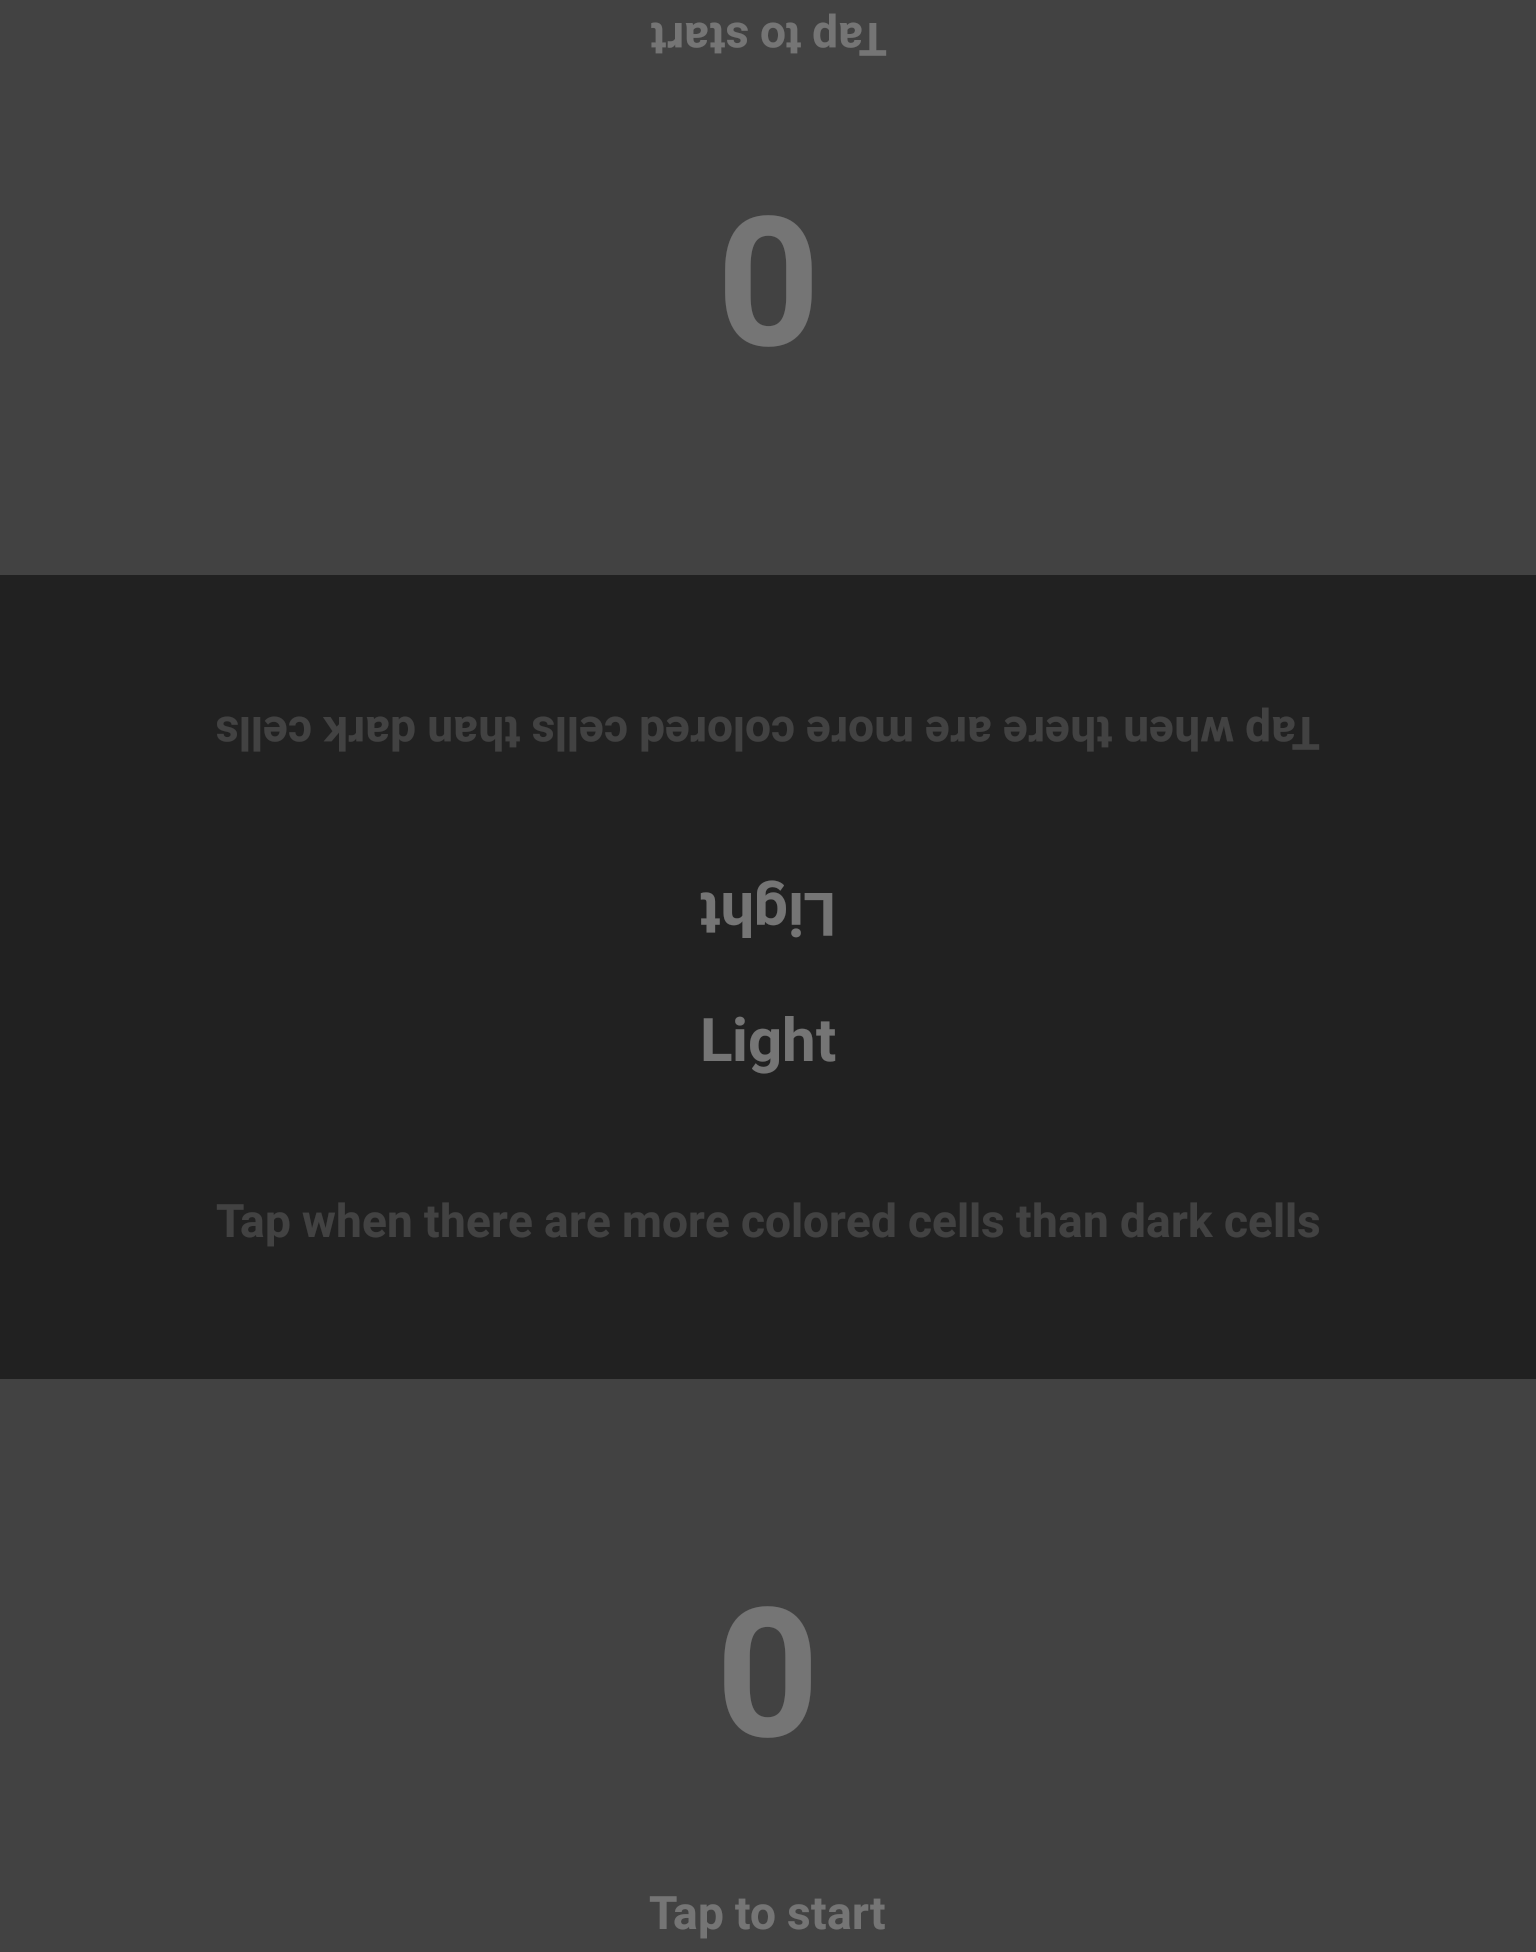 Tap to start
0
Tap when there are more colored cells than dark cells
Light
Light
Tap when there are more colored cells than dark cells
0
Tap to start